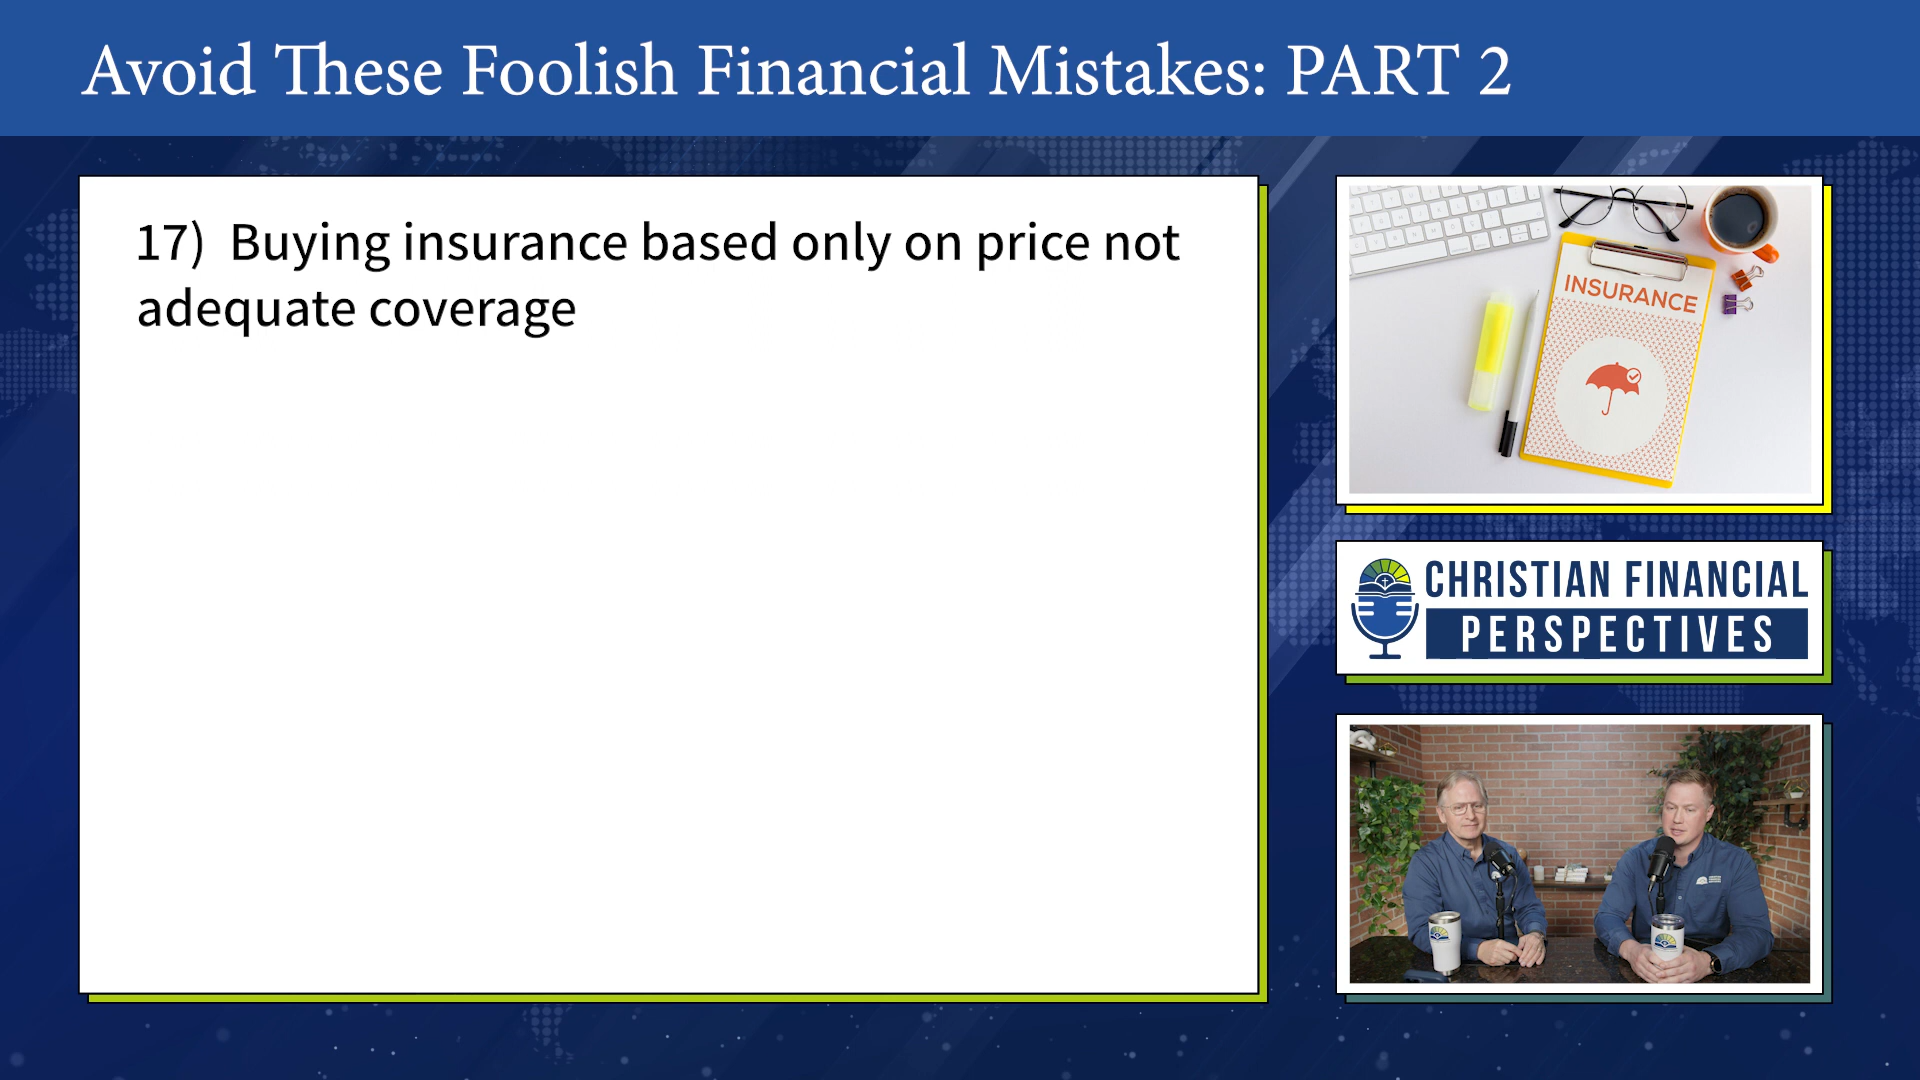 Avoid These Foolish Financial Mistakes: PART 2
17) Buying insurance based only on price not
adequate coverage
INSURANCE
CHRISTIAN FINANCIAL
PERSPECTIVES